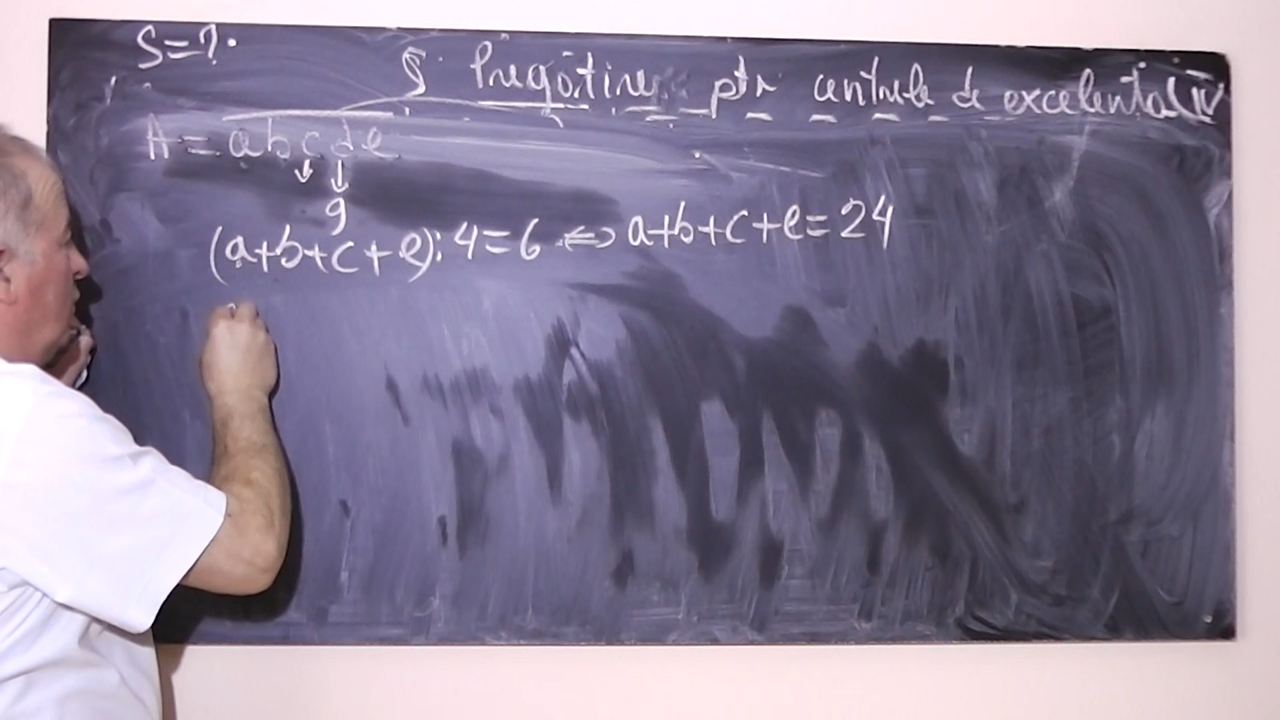 S=?.
§ Pregătire ptr centrele de excelență (IV
A = abcde
↓ ↓
9
(a+b+c+e):4=6 ⇔ a+b+c+e=24